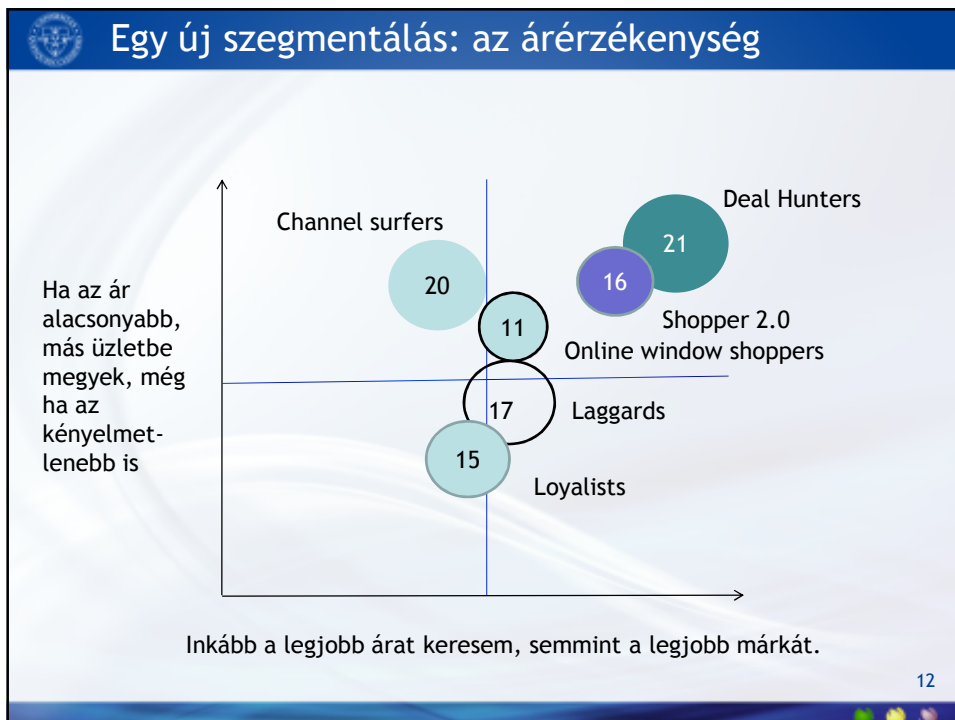 Egy új szegmentálás: az árérzékenység
Deal Hunters
Channel surfers
21
20
16
Ha az ár
alacsonyabb,
más üzletbe
megyek, még
ha az
kényelmet-
lenebb is
11
Shopper 2.0
Online window shoppers
17
Laggards
15
Loyalists
Inkább a legjobb árat keresem, semmint a legjobb márkát.
12